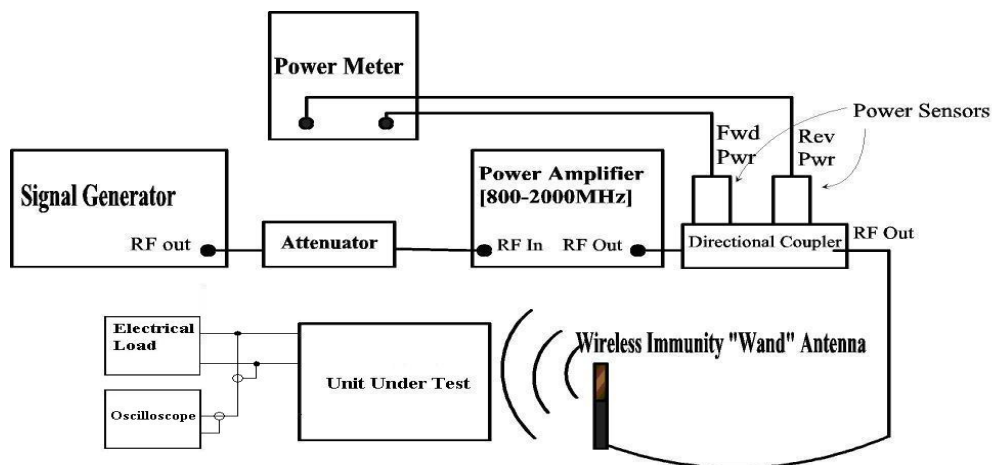 Power Meter
Fwd
Pwr
Rev
Pwr
Power Sensors
Signal Generator
RF out
Attenuator
Power Amplifier
[800-2000MHz]
RF In
RF Out
Directional Coupler
RF Out
Electrical
Load
Oscilloscope
Unit Under Test
Wireless Immunity "Wand" Antenna